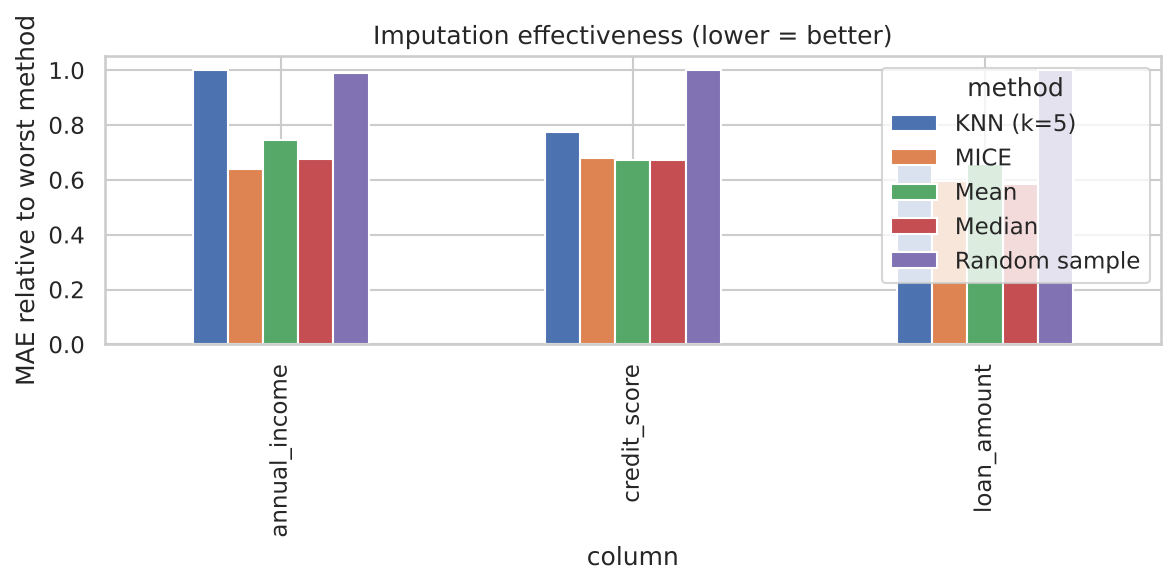 Imputation effectiveness (lower = better)
MAE relative to worst method
1.0
0.8
0.6
0.4
0.2
0.0
method
KNN (k=5)
MICE
Mean
Median
Random sample
annual_income
credit_score
loan_amount
column